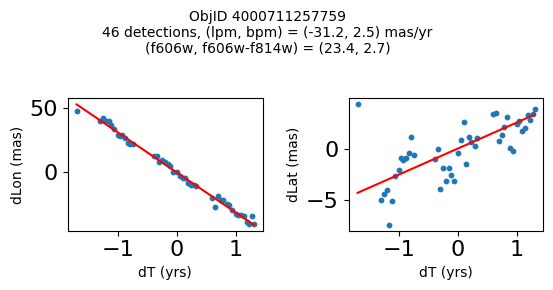 ObjID 4000711257759
46 detections, (lpm, bpm) = (-31.2, 2.5) mas/yr
(f606w, f606w-f814w) = (23.4, 2.7)
dLon (mas)
50
0
−1
0
1
dT (yrs)
dLat (mas)
0
−5
−1
0
1
dT (yrs)